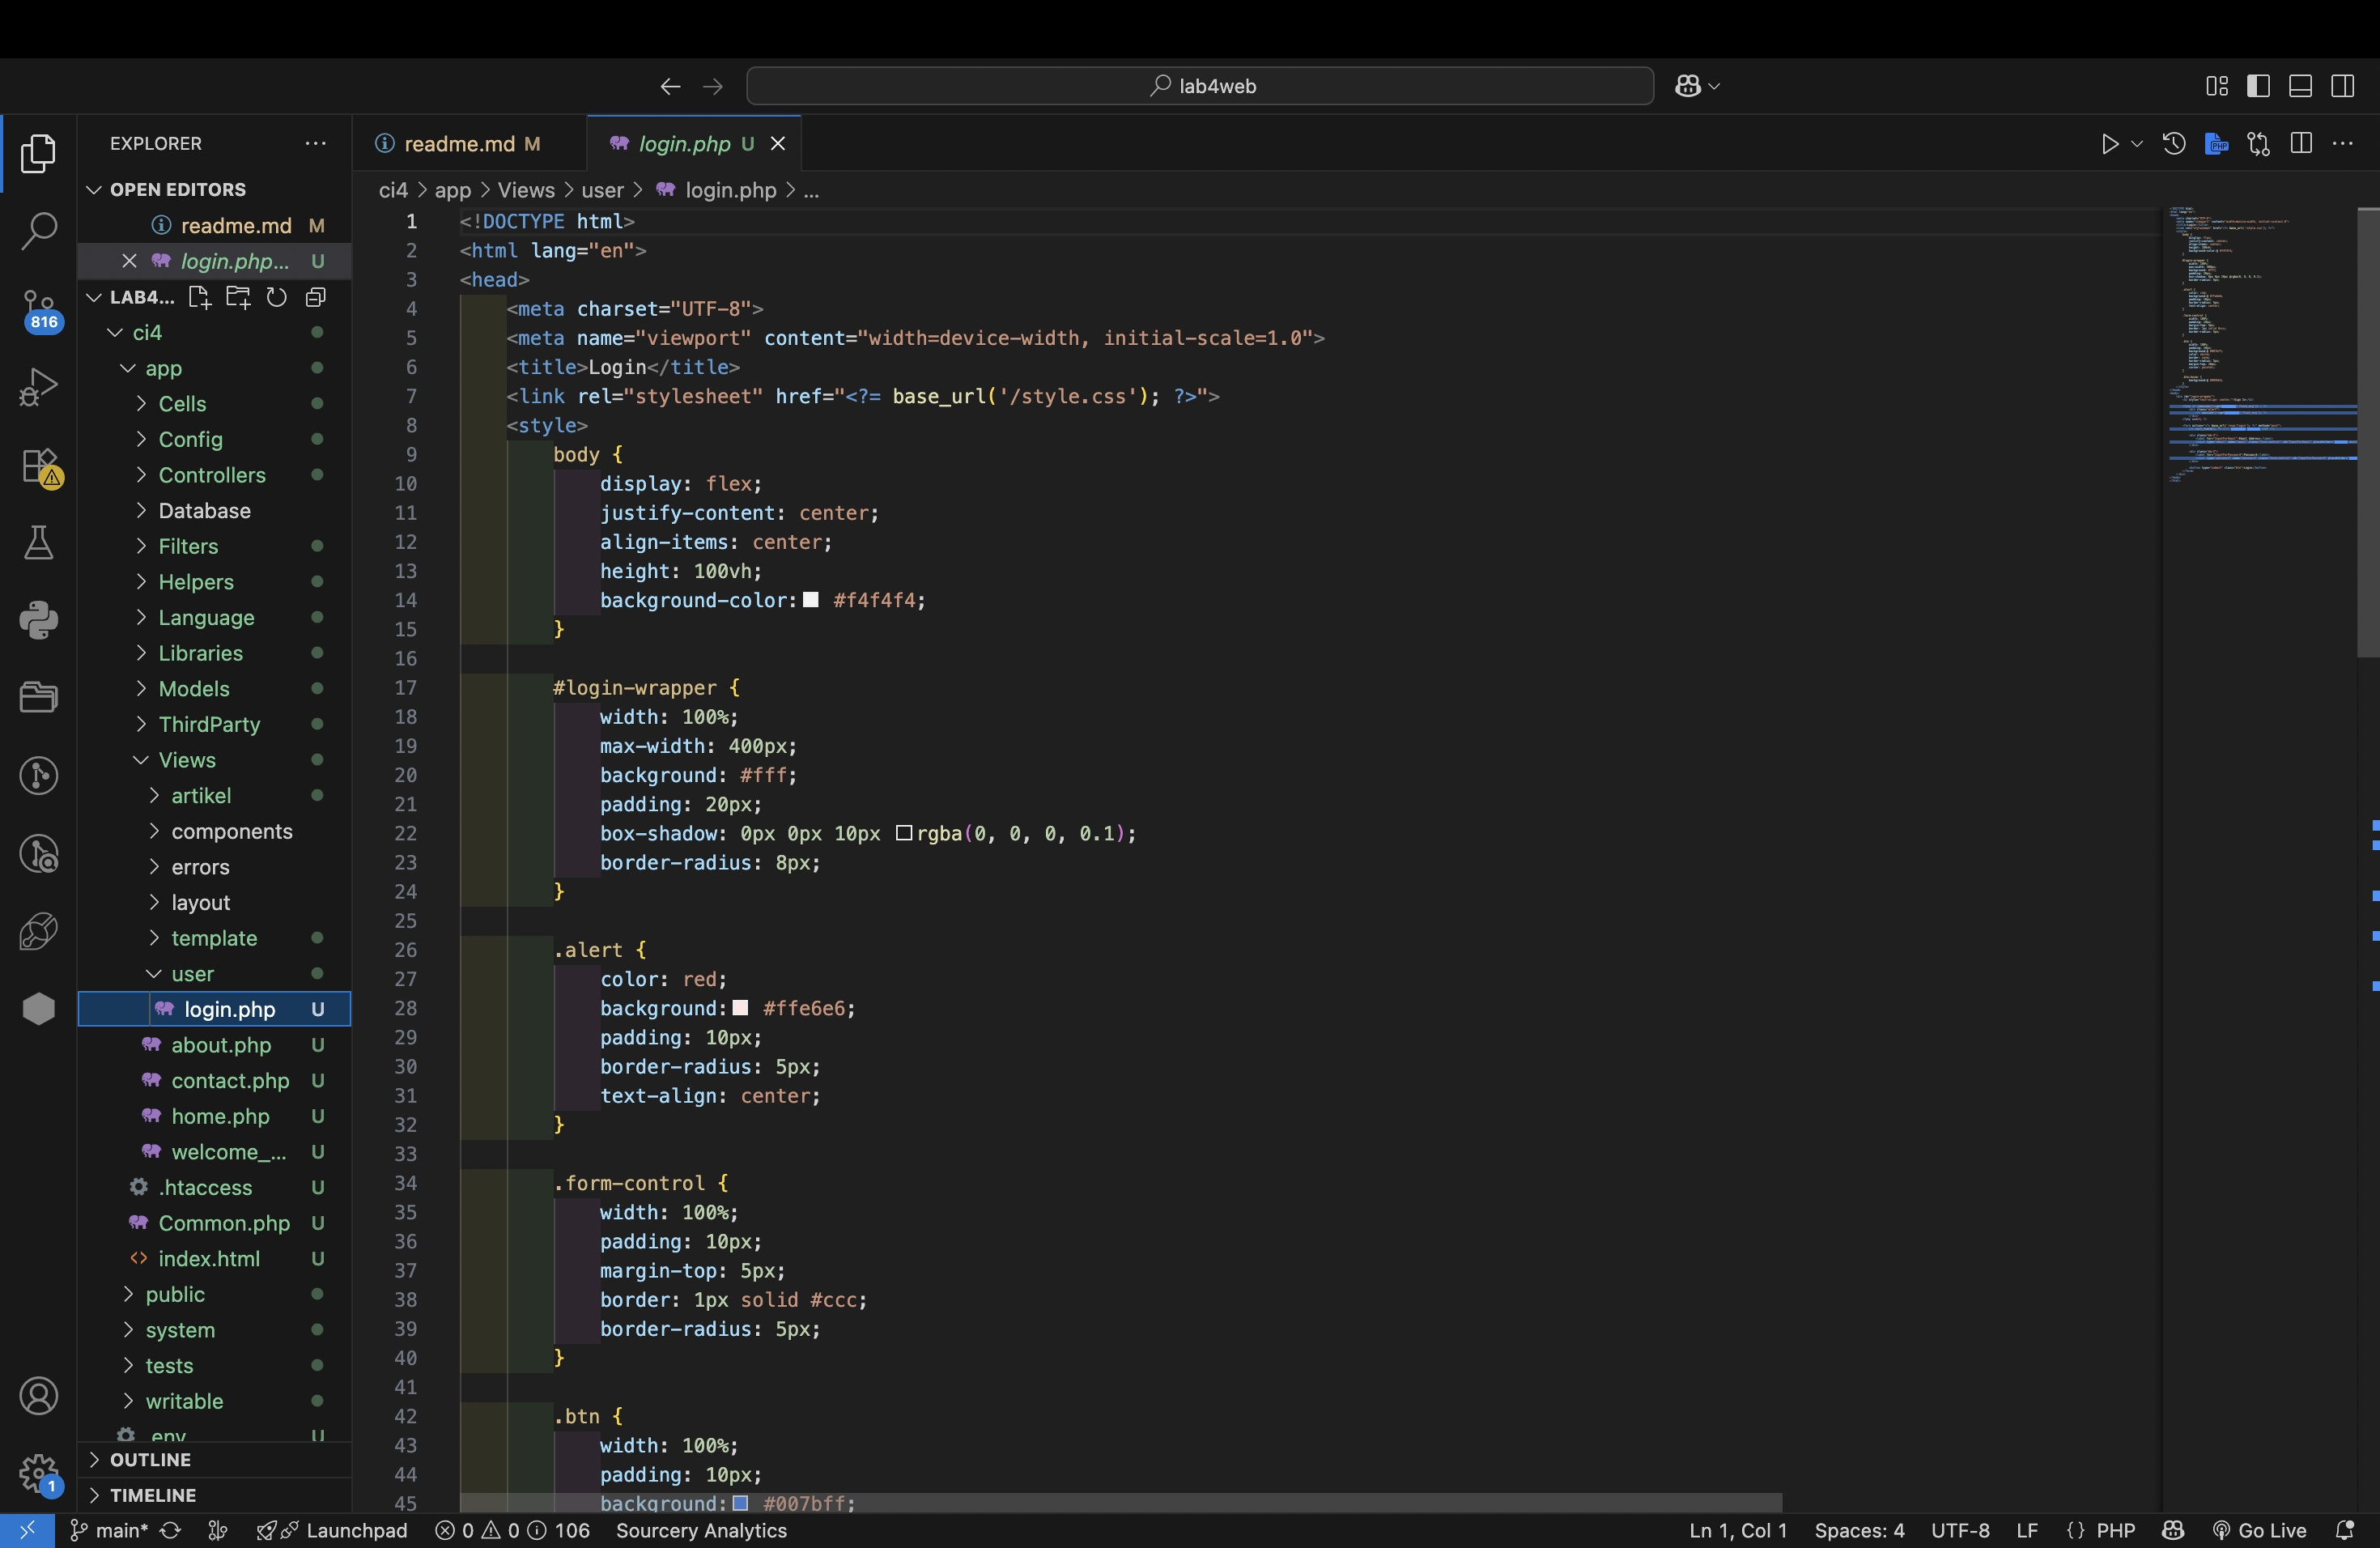 lab4web
EXPLORER
OPEN EDITORS
readme.md M
login.php... U
LAB4...
816
ci4
app
Cells
Config
Controllers
Database
Filters
Helpers
Language
Libraries
Models
ThirdParty
Views
artikel
components
errors
layout
template
user
login.php U
about.php U
contact.php U
home.php U
welcome_... U
.htaccess U
Common.php U
index.html U
public
system
tests
writable
.env U
OUTLINE
1
TIMELINE
readme.md M
login.php U
PHP
ci4 > app > Views > user > login.php > ...
1 <!DOCTYPE html>
2 <html lang="en">
3 <head>
4 <meta charset="UTF-8">
5 <meta name="viewport" content="width=device-width, initial-scale=1.0">
6 <title>Login</title>
7 <link rel="stylesheet" href="<?= base_url('/style.css'); ?>">
8 <style>
9 body {
10 display: flex;
11 justify-content: center;
12 align-items: center;
13 height: 100vh;
14 background-color: #f4f4f4;
15 }
16
17 #login-wrapper {
18 width: 100%;
19 max-width: 400px;
20 background: #fff;
21 padding: 20px;
22 box-shadow: 0px 0px 10px rgba(0, 0, 0, 0.1);
23 border-radius: 8px;
24 }
25
26 .alert {
27 color: red;
28 background: #ffe6e6;
29 padding: 10px;
30 border-radius: 5px;
31 text-align: center;
32 }
33
34 .form-control {
35 width: 100%;
36 padding: 10px;
37 margin-top: 5px;
38 border: 1px solid #ccc;
39 border-radius: 5px;
40 }
41
42 .btn {
43 width: 100%;
44 padding: 10px;
45 background: #007bff;
main* Launchpad 0 0 106 Sourcery Analytics Ln 1, Col 1 Spaces: 4 UTF-8 LF {} PHP Go Live